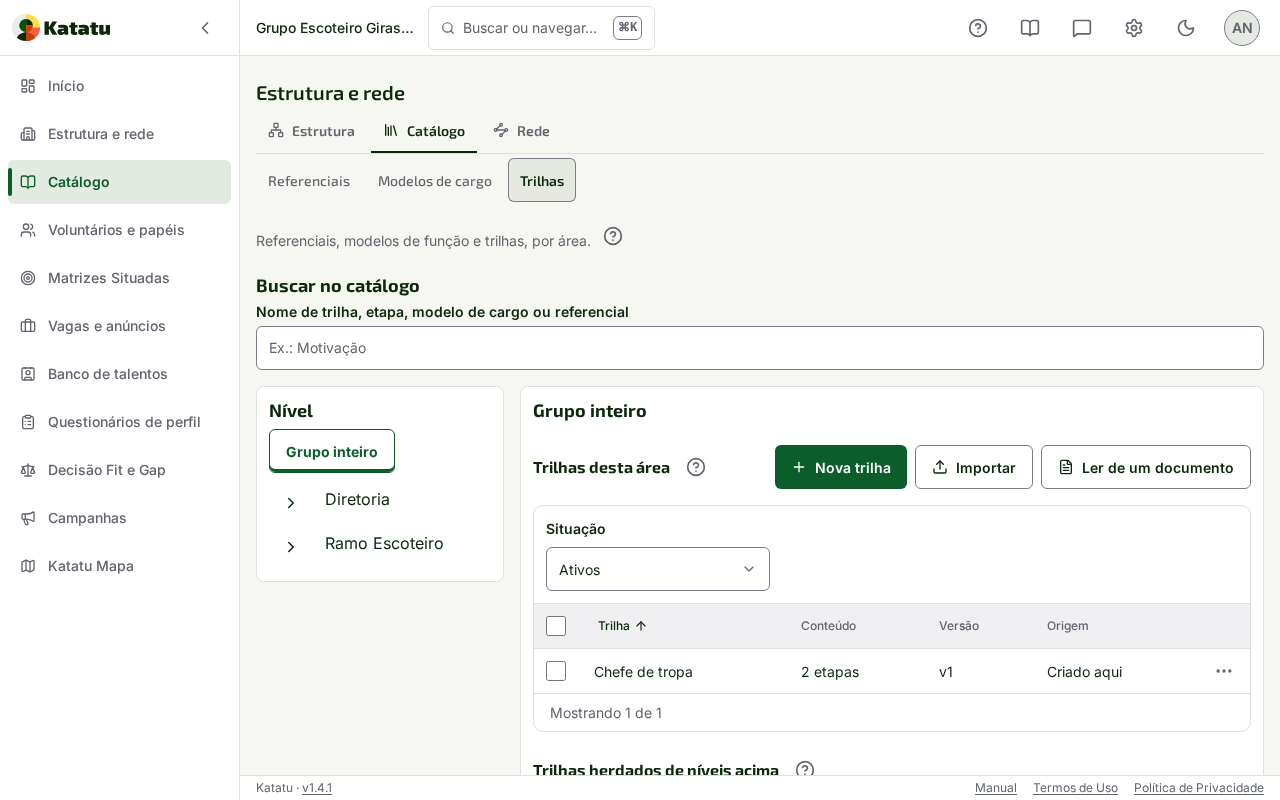 Katatu
Grupo Escoteiro Giras...
Buscar ou navegar...
⌘K
AN
Início
Estrutura e rede
Catálogo
Voluntários e papéis
Matrizes Situadas
Vagas e anúncios
Banco de talentos
Questionários de perfil
Decisão Fit e Gap
Campanhas
Katatu Mapa
Estrutura e rede
Estrutura
Catálogo
Rede
Referenciais
Modelos de cargo
Trilhas
Referenciais, modelos de função e trilhas, por área.
Buscar no catálogo
Nome de trilha, etapa, modelo de cargo ou referencial
Ex.: Motivação
Nível
Grupo inteiro
Diretoria
Ramo Escoteiro
Grupo inteiro
Trilhas desta área
Nova trilha
Importar
Ler de um documento
Situação
Ativos
Trilha
Conteúdo
Versão
Origem
Chefe de tropa
2 etapas
v1
Criado aqui
Mostrando 1 de 1
Trilhas herdados de níveis acima
Katatu · v1.4.1
Manual
Termos de Uso
Política de Privacidade